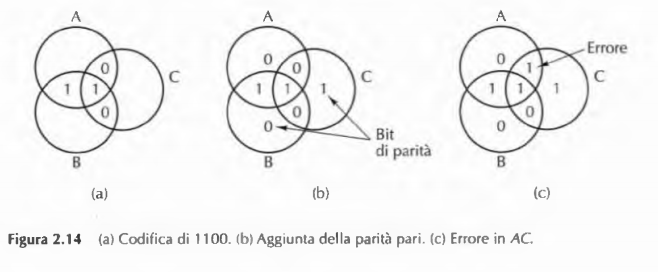 A
A
A
0
C
1
1
0
B
(a)
0
0
C
1
1
1
0
0
B
Bit
di parità
(b)
0
1
Errore
C
1
1
1
0
0
B
(c)
Figura 2.14 (a) Codifica di 1100. (b) Aggiunta della parità pari. (c) Errore in AC.